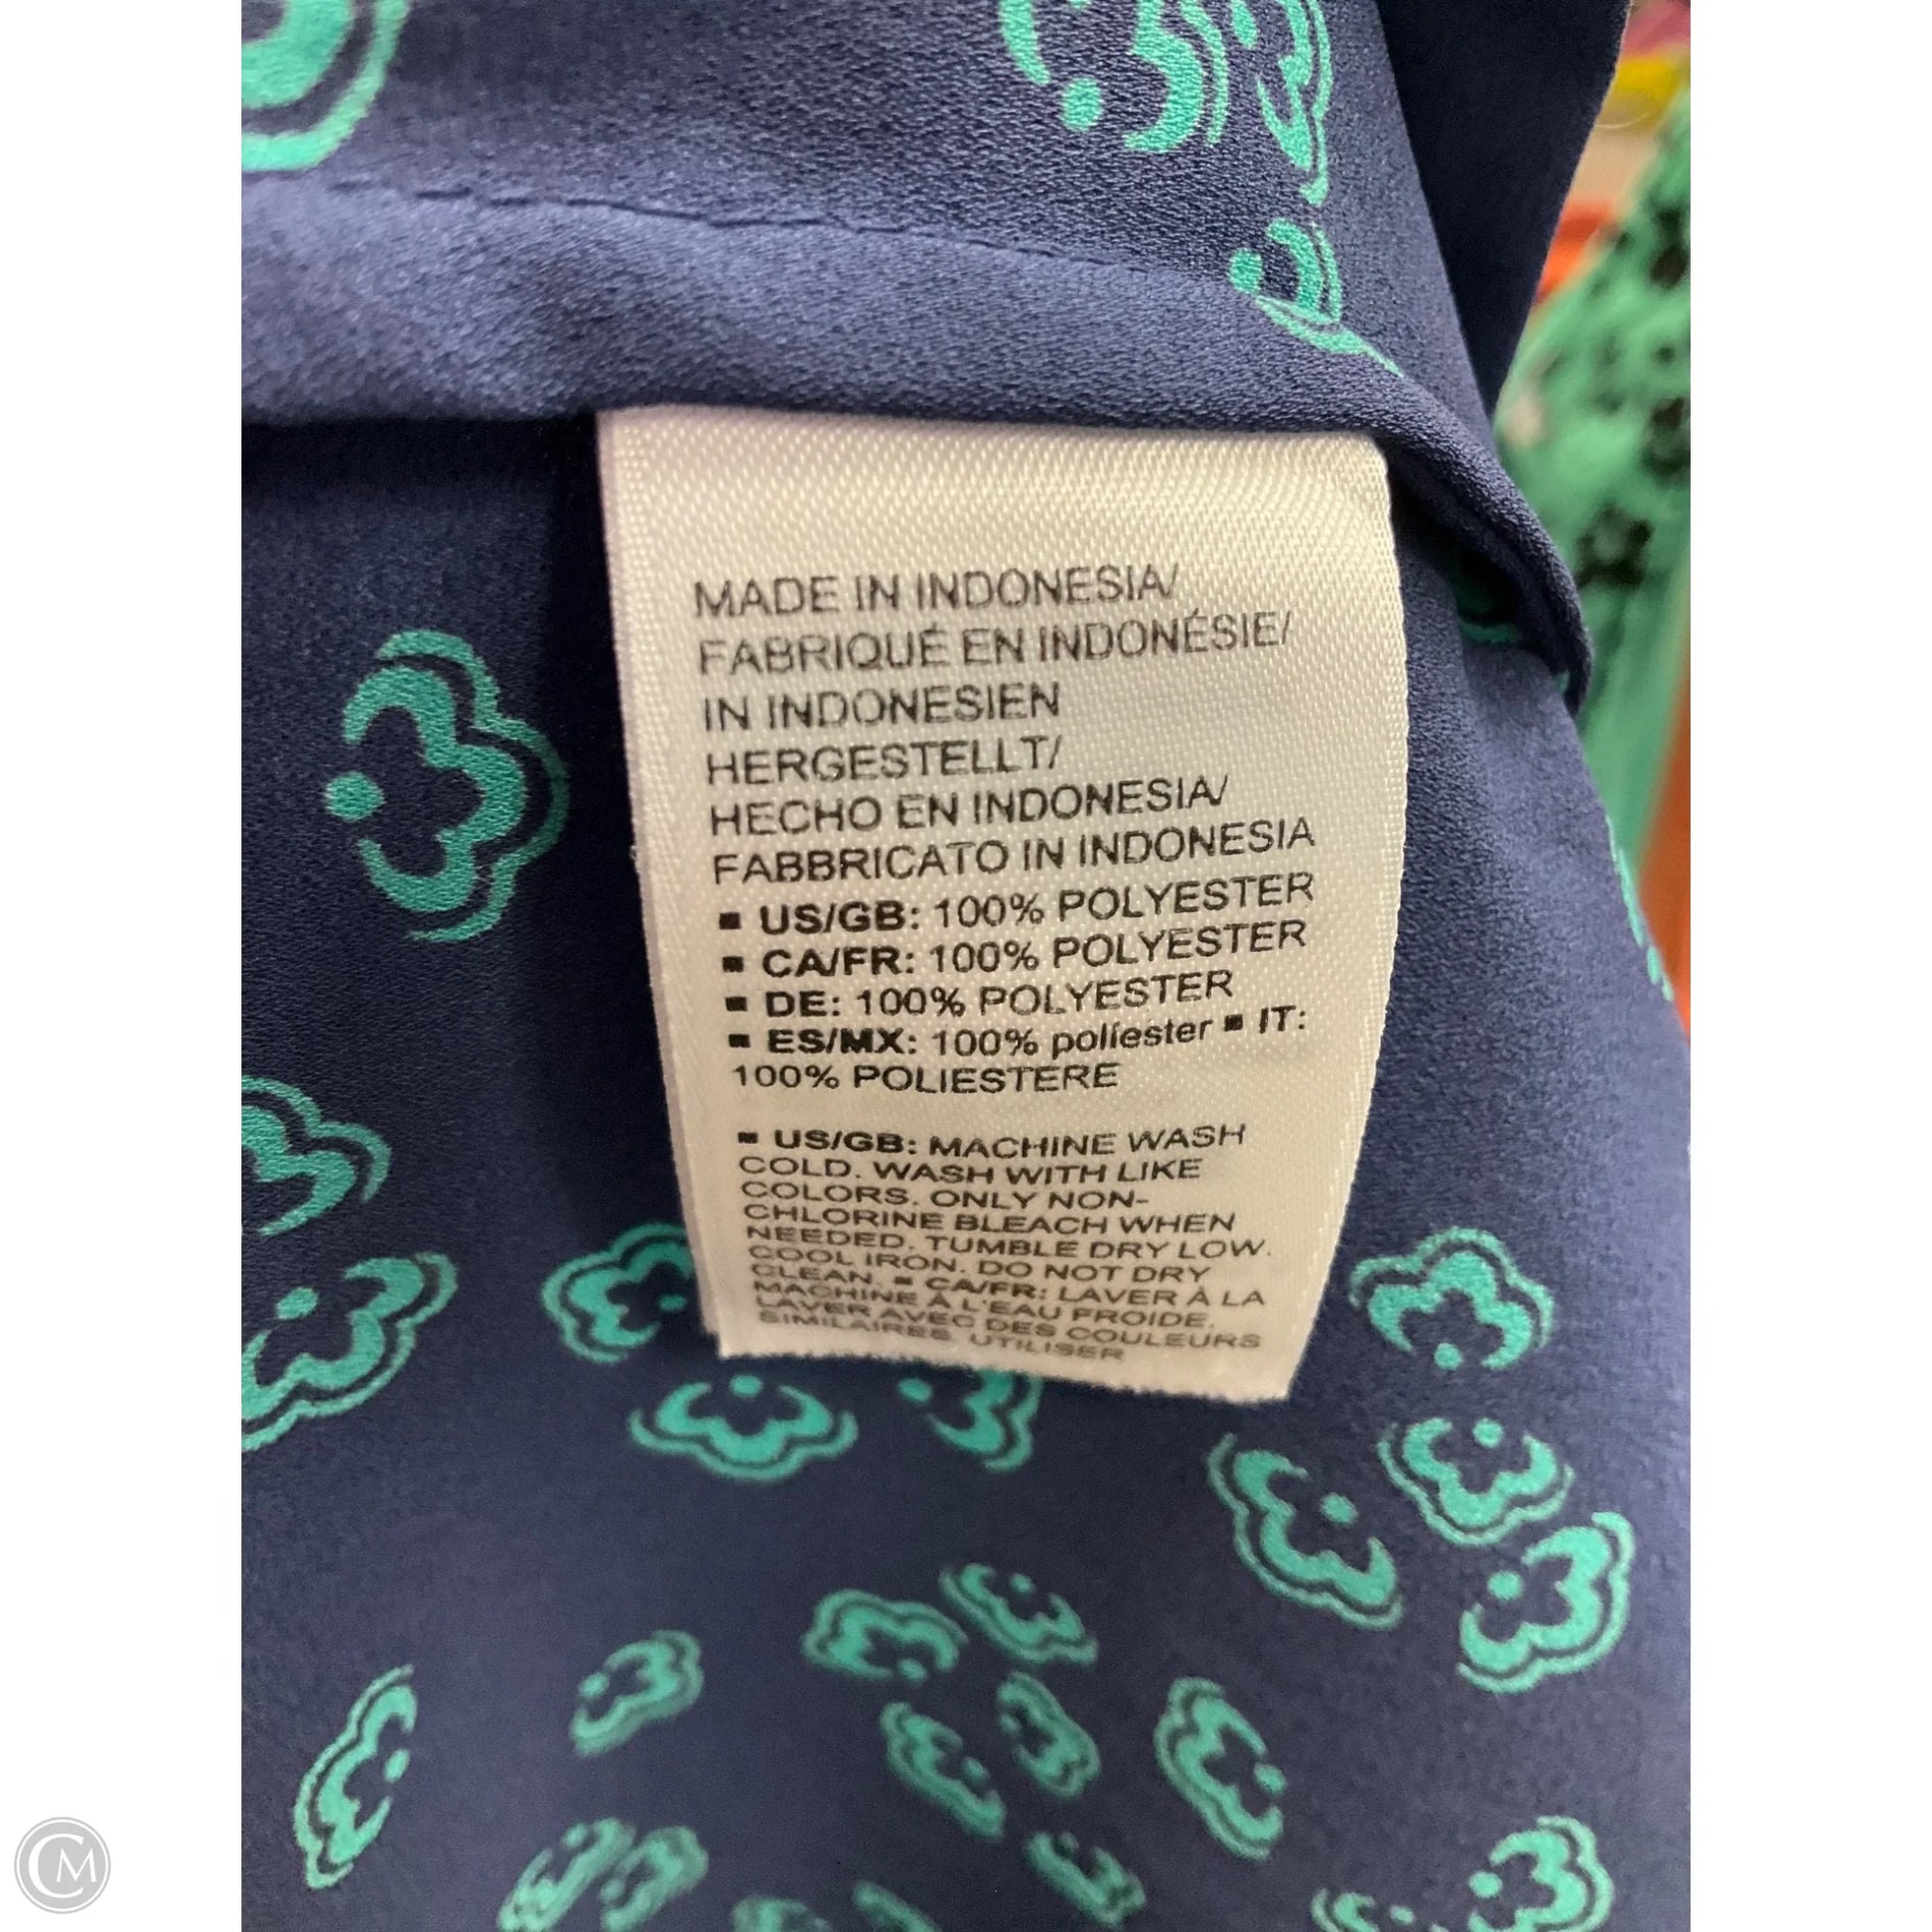 MADE IN INDONESIA/
FABRIQUÉ EN INDONÉSIE/
IN INDONESIEN
HERGESTELLT/
HECHO EN INDONESIA/
FABBRICATO IN INDONESIA
▪ US/GB: 100% POLYESTER
▪ CA/FR: 100% POLYESTER
▪ DE: 100% POLYESTER
▪ ES/MX: 100% poliester ▪ IT:
100% POLIESTERE
▪ US/GB: MACHINE WASH
COLD. WASH WITH LIKE
COLORS. ONLY NON-
CHLORINE BLEACH WHEN
NEEDED. TUMBLE DRY LOW.
COOL IRON. DO NOT DRY
CLEAN. ▪ CA/FR: LAVER À LA
MACHINE À L'EAU FROIDE.
LAVER AVEC DES COULEURS
SIMILAIRES. UTILISER
CM